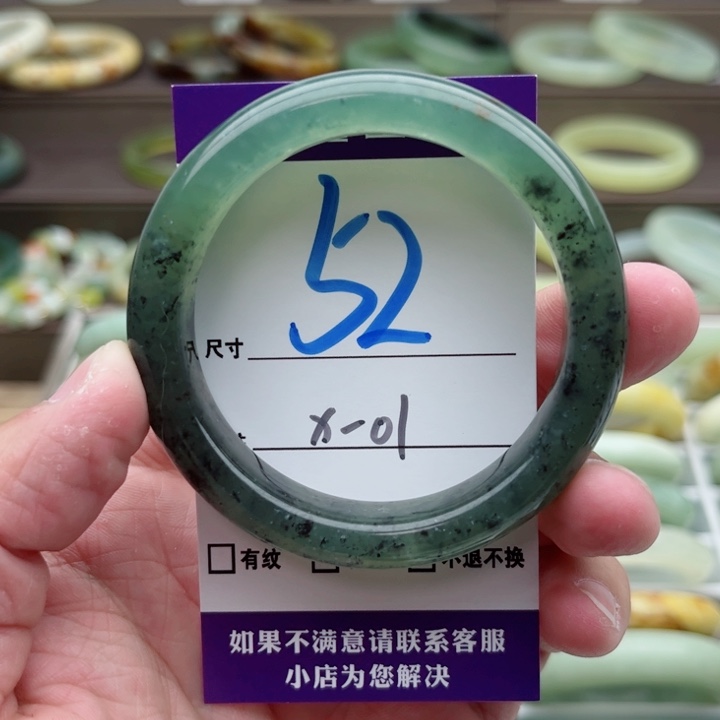 52
尺寸
x-01
有纹
不退不换
如果不满意请联系客服
小店为您解决